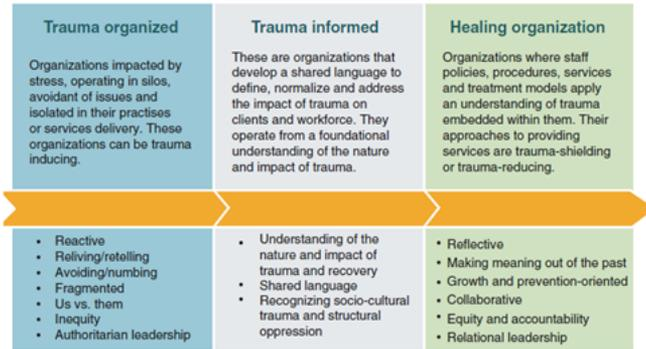 Trauma organized
Organizations impacted by
stress, operating in silos,
avoidant of issues and
isolated in their practises
or services delivery. These
organizations can be trauma
inducing.
Trauma informed
These are organizations that
develop a shared language to
define, normalize and address
the impact of trauma on
clients and workforce. They
operate from a foundational
understanding of the nature
and impact of trauma.
Healing organization
Organizations where staff
policies, procedures, services
and treatment models apply
an understanding of trauma
embedded within them. Their
approaches to providing
services are trauma-shielding
or trauma-reducing.
• Reactive
• Reliving/retelling
• Avoiding/numbing
• Fragmented
• Us vs. them
• Inequity
• Authoritarian leadership
• Understanding of the
nature and impact of
trauma and recovery
• Shared language
• Recognizing socio-cultural
trauma and structural
oppression
• Reflective
• Making meaning out of the past
• Growth and prevention-oriented
• Collaborative
• Equity and accountability
• Relational leadership